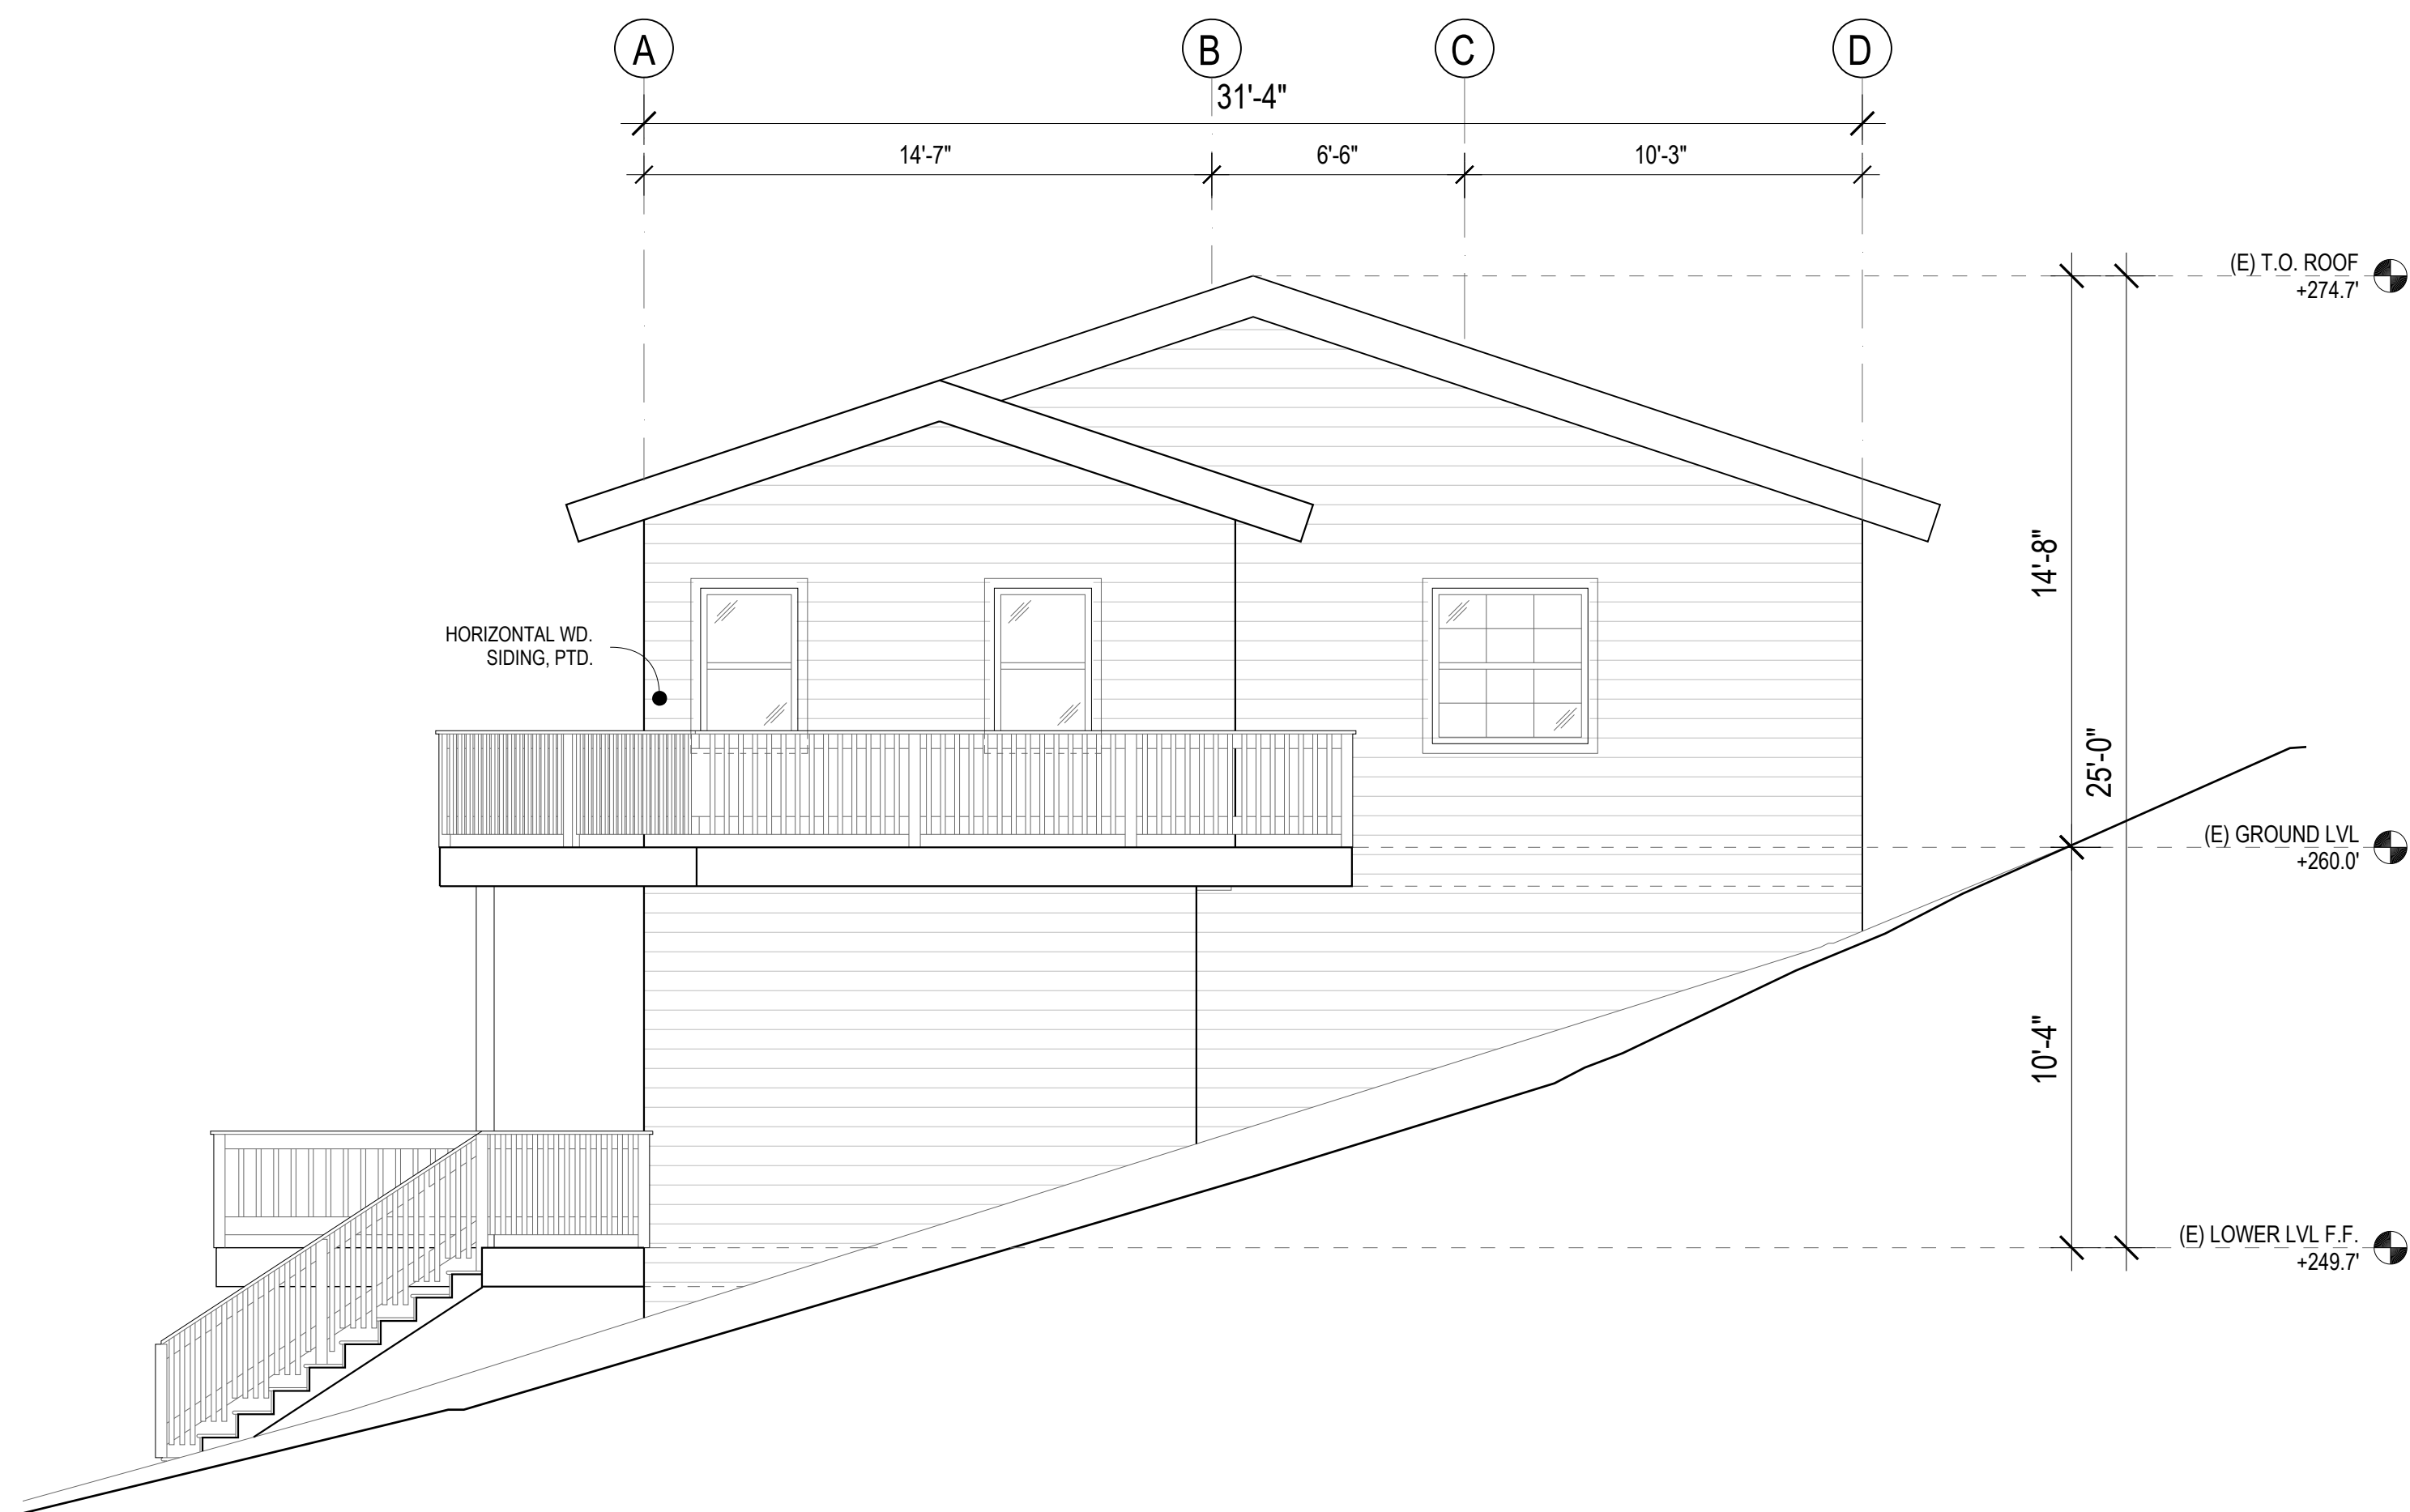 A B C D
31'-4"
14'-7" 6'-6" 10'-3"
(E) T.O. ROOF
+274.7'
14'-8"
HORIZONTAL WD.
SIDING, PTD.
25'-0"
(E) GROUND LVL
+260.0'
10'-4"
(E) LOWER LVL F.F.
+249.7'